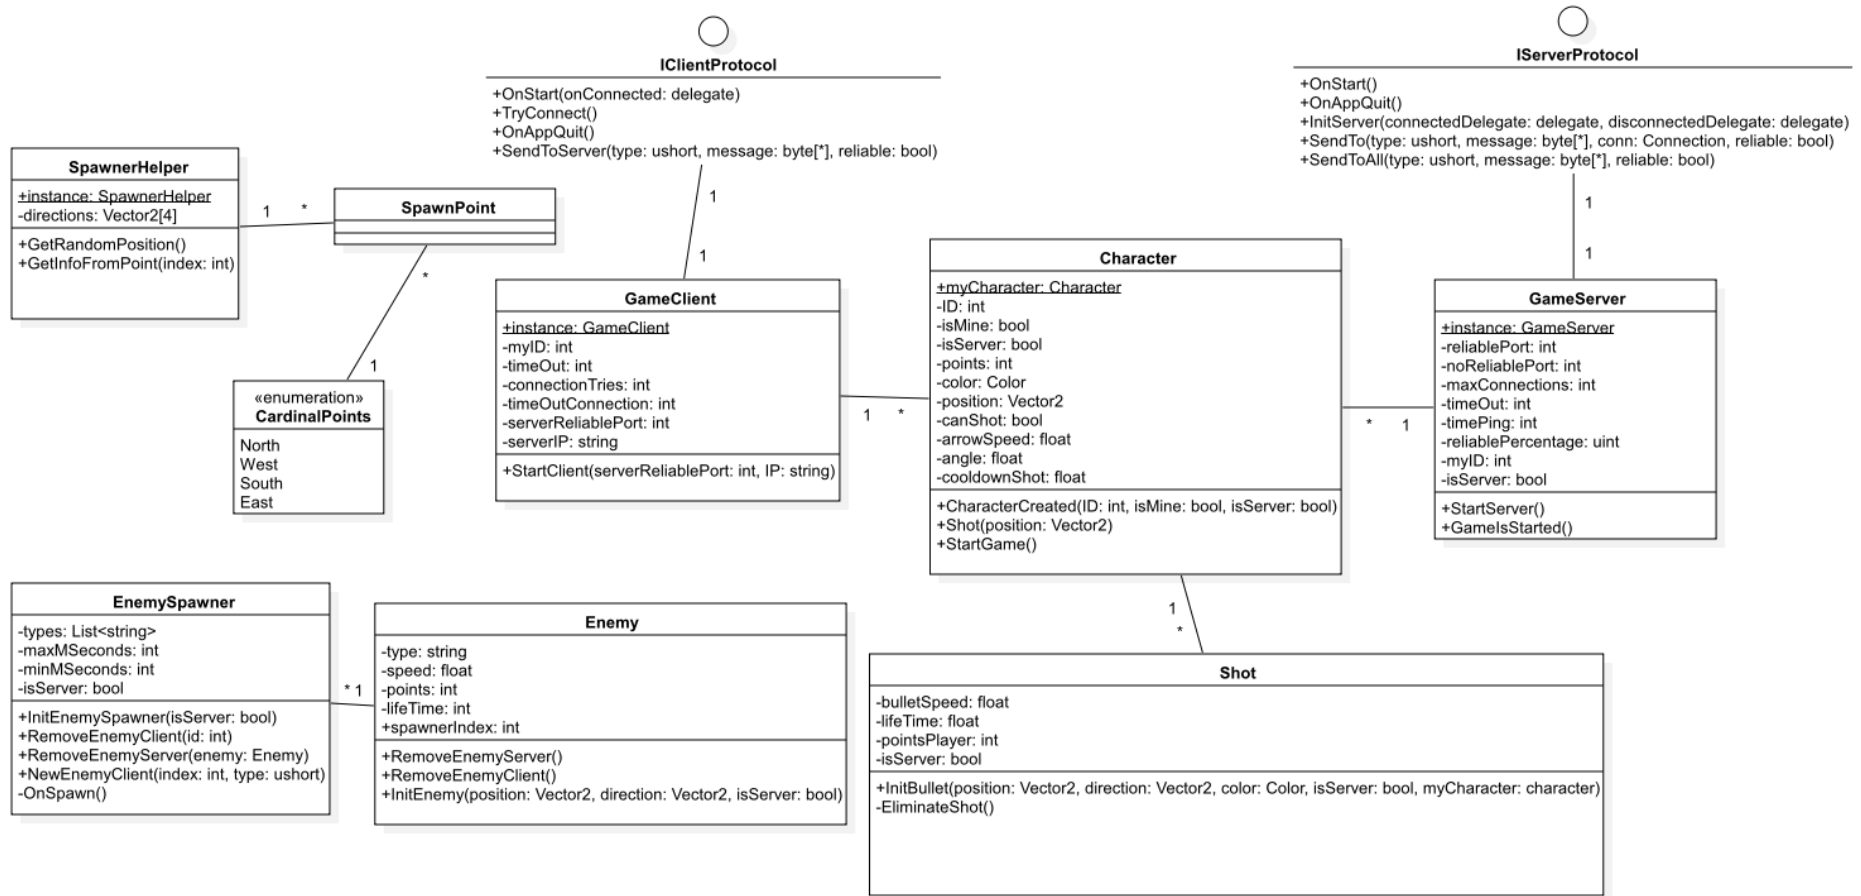 IClientProtocol
+OnStart(onConnected: delegate)
+TryConnect()
+OnAppQuit()
+SendToServer(type: ushort, message: byte[*], reliable: bool)
IServerProtocol
+OnStart()
+OnAppQuit()
+InitServer(connectedDelegate: delegate, disconnectedDelegate: delegate)
+SendTo(type: ushort, message: byte[*], conn: Connection, reliable: bool)
+SendToAll(type: ushort, message: byte[*], reliable: bool)
SpawnerHelper
+instance: SpawnerHelper
-directions: Vector2[4]
+GetRandomPosition()
+GetInfoFromPoint(index: int)
1 *
SpawnPoint
*
1
«enumeration»
CardinalPoints
North
West
South
East
1
1
GameClient
+instance: GameClient
-myID: int
-timeOut: int
-connectionTries: int
-timeOutConnection: int
-serverReliablePort: int
-serverIP: string
+StartClient(serverReliablePort: int, IP: string)
1 *
Character
+myCharacter: Character
-ID: int
-isMine: bool
-isServer: bool
-points: int
-color: Color
-position: Vector2
-canShot: bool
-arrowSpeed: float
-angle: float
-cooldownShot: float
+CharacterCreated(ID: int, isMine: bool, isServer: bool)
+Shot(position: Vector2)
+StartGame()
* 1
1
1
GameServer
+instance: GameServer
-reliablePort: int
-noReliablePort: int
-maxConnections: int
-timeOut: int
-timePing: int
-reliablePercentage: uint
-myID: int
-isServer: bool
+StartServer()
+GameIsStarted()
EnemySpawner
-types: List<string>
-maxMSeconds: int
-minMSeconds: int
-isServer: bool
+InitEnemySpawner(isServer: bool)
+RemoveEnemyClient(id: int)
+RemoveEnemyServer(enemy: Enemy)
+NewEnemyClient(index: int, type: ushort)
-OnSpawn()
* 1
Enemy
-type: string
-speed: float
-points: int
-lifeTime: int
+spawnerIndex: int
+RemoveEnemyServer()
+RemoveEnemyClient()
+InitEnemy(position: Vector2, direction: Vector2, isServer: bool)
1
*
Shot
-bulletSpeed: float
-lifeTime: float
-pointsPlayer: int
-isServer: bool
+InitBullet(position: Vector2, direction: Vector2, color: Color, isServer: bool, myCharacter: character)
-EliminateShot()